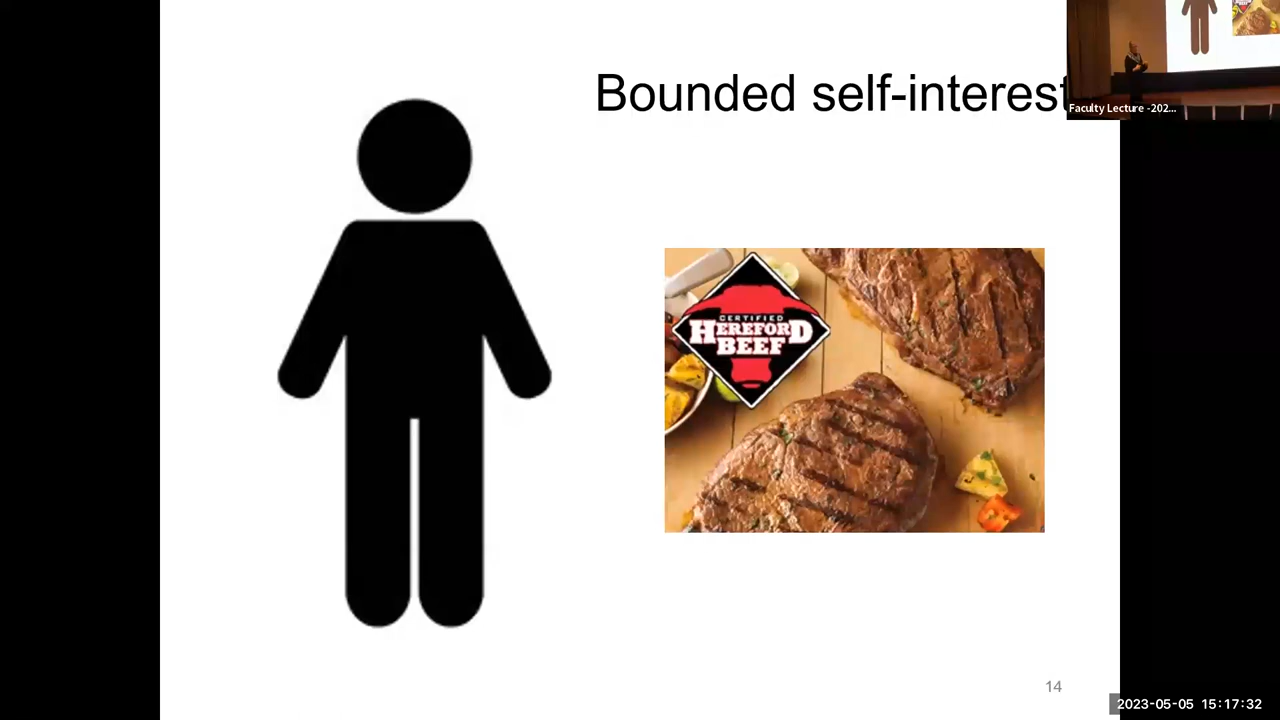 Bounded self-interest
Faculty Lecture -202...
CERTIFIED
HEREFORD
BEEF
14
2023-05-05 15:17:32